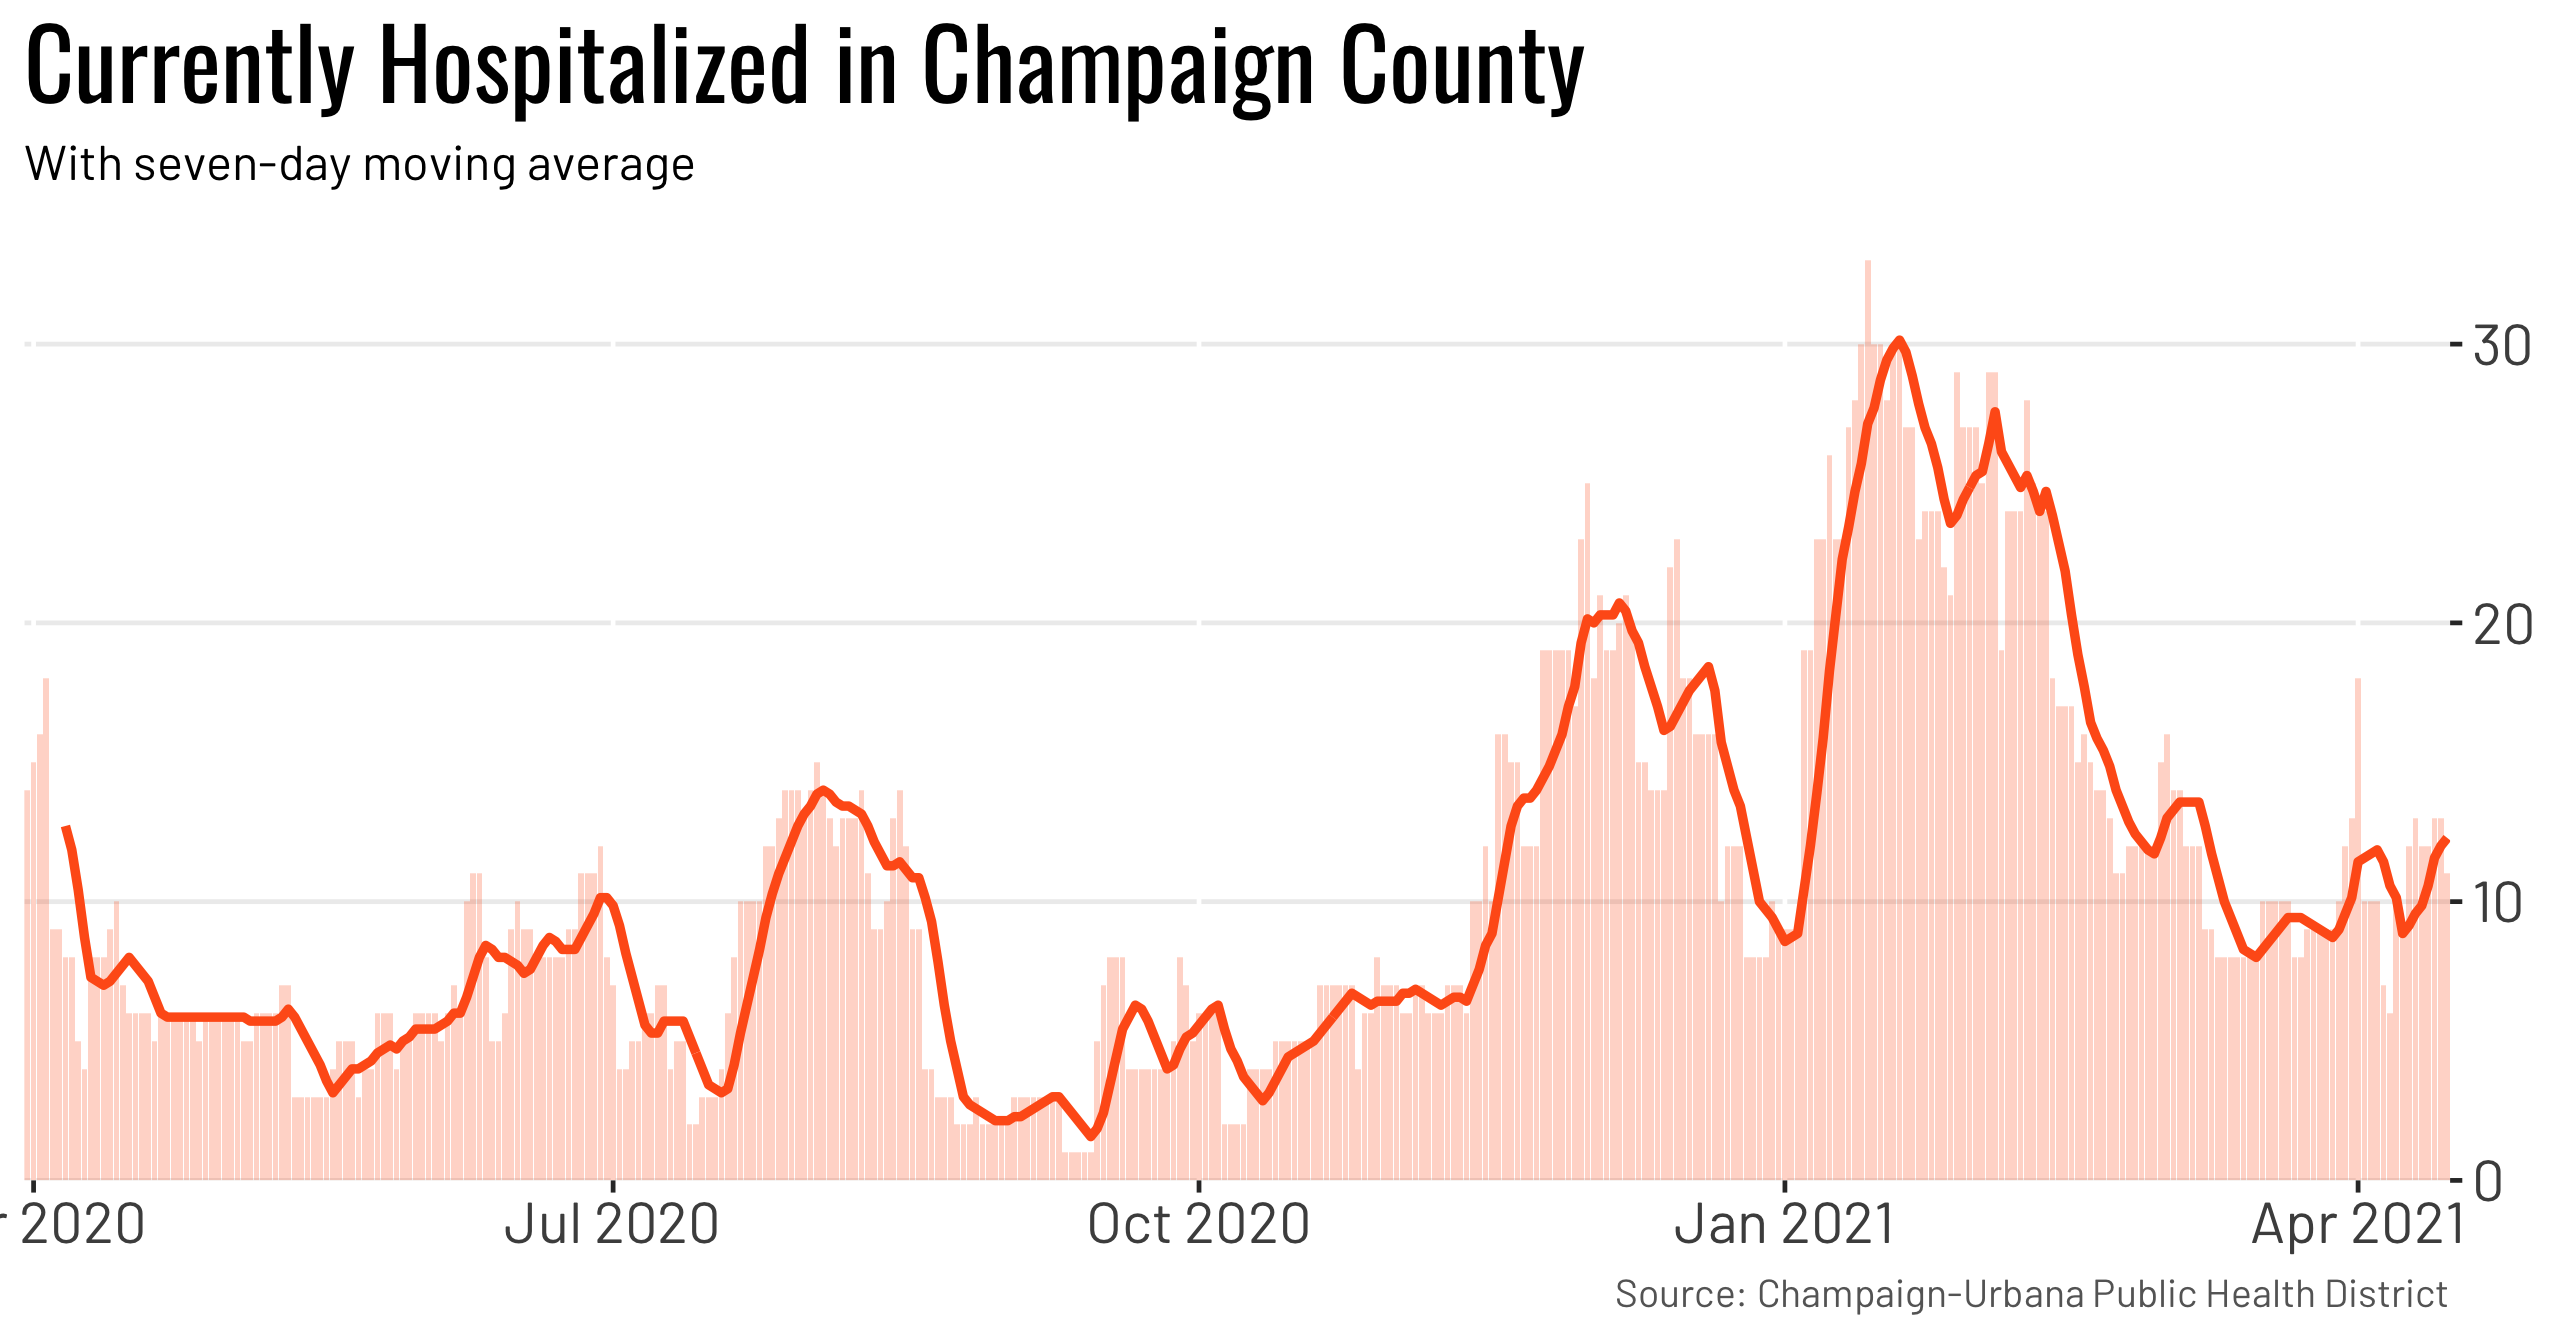 Currently Hospitalized in Champaign County
With seven-day moving average
30
20
10
0
2020
Jul 2020
Oct 2020
Jan 2021
Apr 2021
Source: Champaign-Urbana Public Health District